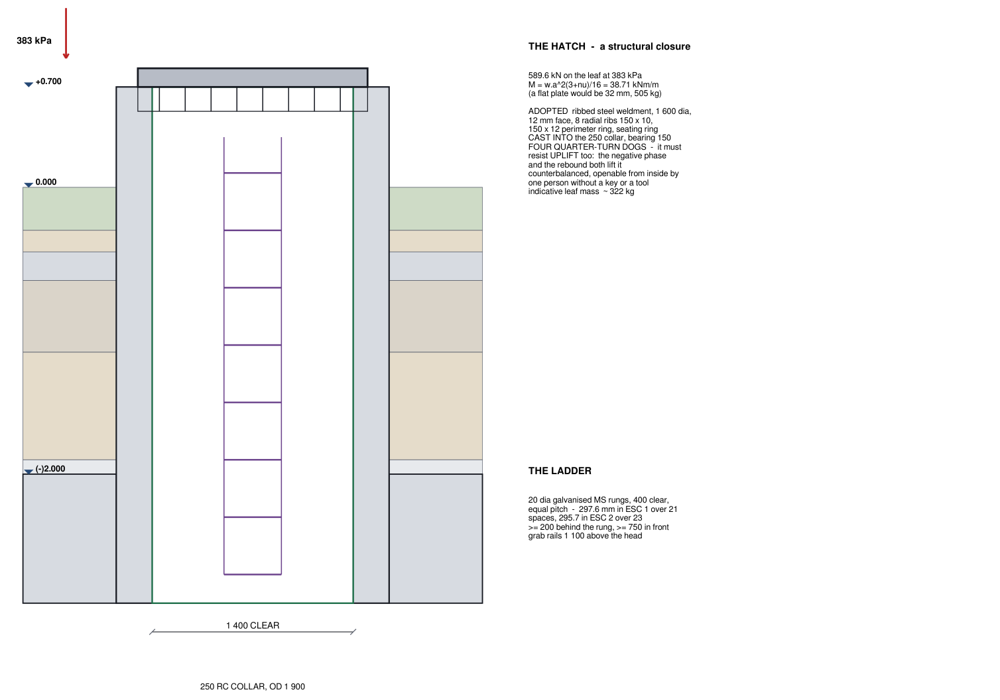 383 kPa
+0.700
0.000
(-)2.000
1 400 CLEAR
250 RC COLLAR, OD 1 900
THE HATCH - a structural closure
589.6 kN on the leaf at 383 kPa
M = w.a^2(3+nu)/16 = 38.71 kNm/m
(a flat plate would be 32 mm, 505 kg)
ADOPTED ribbed steel weldment, 1 600 dia,
12 mm face, 8 radial ribs 150 x 10,
150 x 12 perimeter ring, seating ring
CAST INTO the 250 collar, bearing 150
FOUR QUARTER-TURN DOGS - it must
resist UPLIFT too: the negative phase
and the rebound both lift it
counterbalanced, openable from inside by
one person without a key or a tool
indicative leaf mass ~ 322 kg
THE LADDER
20 dia galvanised MS rungs, 400 clear,
equal pitch - 297.6 mm in ESC 1 over 21
spaces, 295.7 in ESC 2 over 23
>= 200 behind the rung, >= 750 in front
grab rails 1 100 above the head